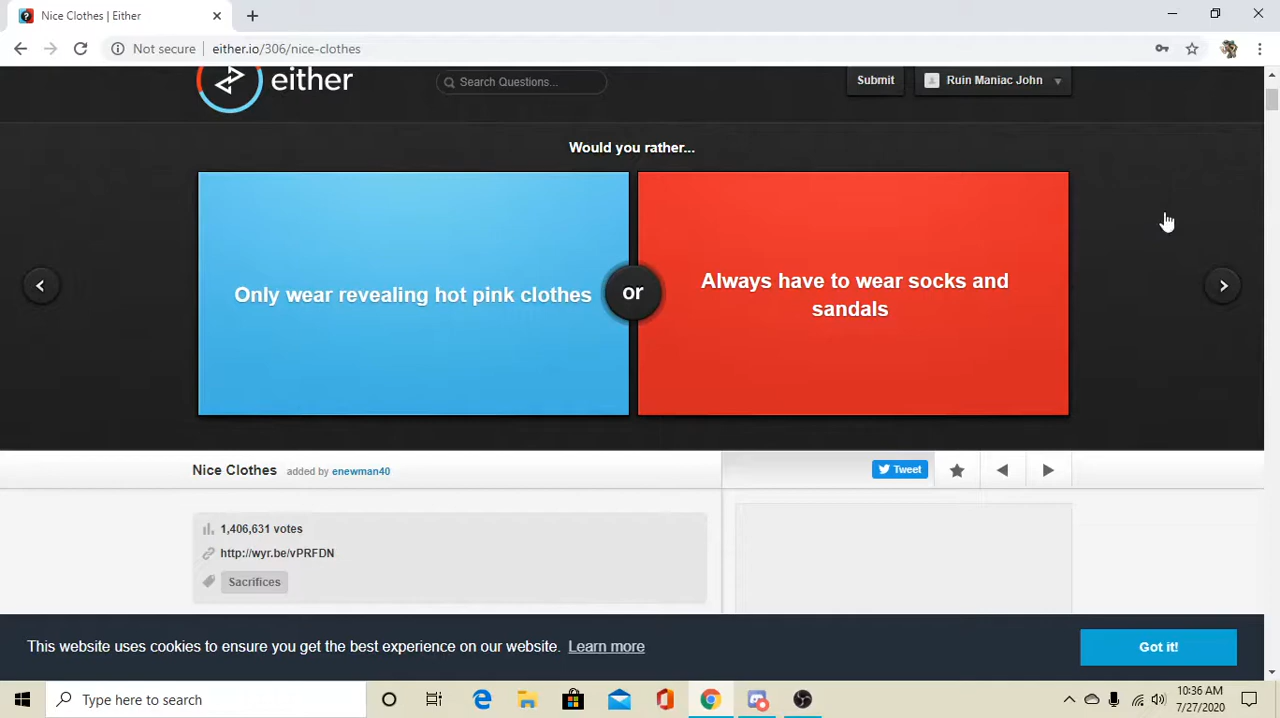 Nice Clothes | Either
Not secure | either.io/306/nice-clothes
either
Search Questions...
Submit
Ruin Maniac John
Would you rather...
Only wear revealing hot pink clothes
or
Always have to wear socks and
sandals
Nice Clothes added by enewman40
Tweet
1,406,631 votes
http://wyr.be/vPRFDN
Sacrifices
This website uses cookies to ensure you get the best experience on our website. Learn more
Got it!
Type here to search
10:36 AM
7/27/2020